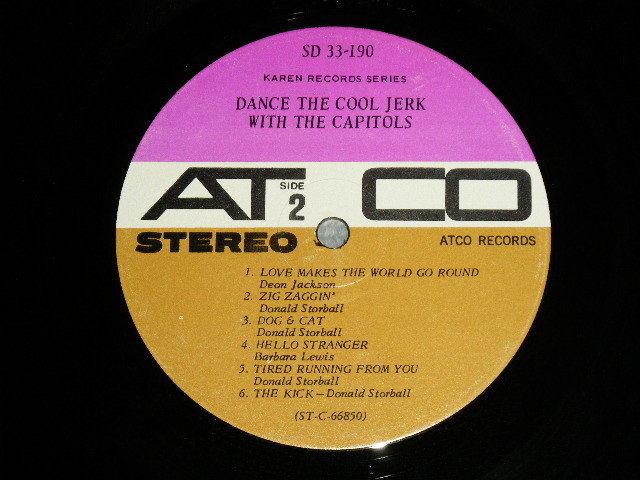 SD 33-190
KAREN RECORDS SERIES
DANCE THE COOL JERK
WITH THE CAPITOLS
ATCO
SIDE
2
STEREO
ATCO RECORDS
1. LOVE MAKES THE WORLD GO ROUND
Deon Jackson
2. ZIG ZAGGIN'
Donald Storball
3. DOG & CAT
Donald Storball
4. HELLO STRANGER
Barbara Lewis
5. TIRED RUNNING FROM YOU
Donald Storball
6. THE KICK—Donald Storball
(ST-C-66850)